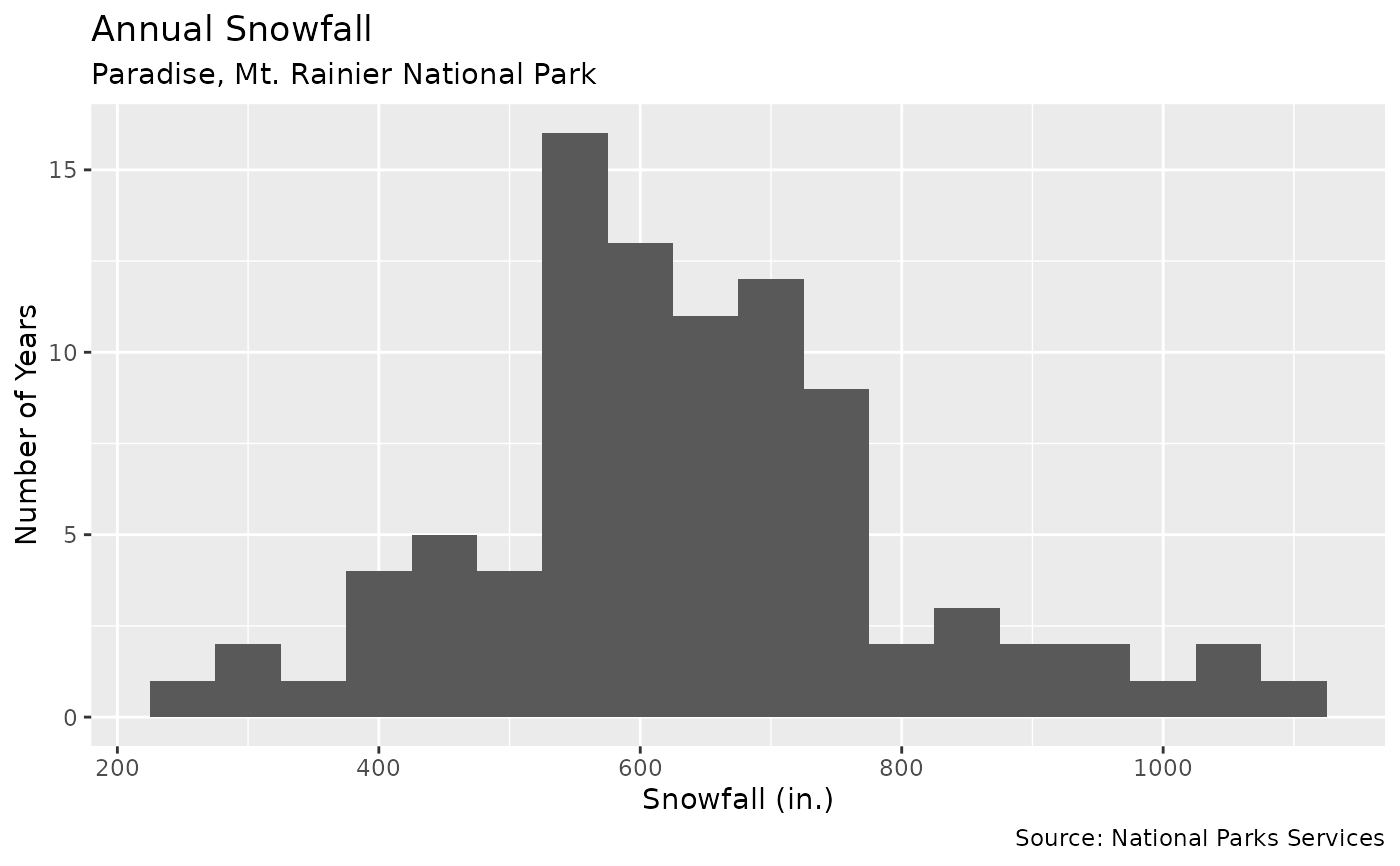 Annual Snowfall
Paradise, Mt. Rainier National Park
15
10
5
0
Number of Years
200 400 600 800 1000
Snowfall (in.)
Source: National Parks Services